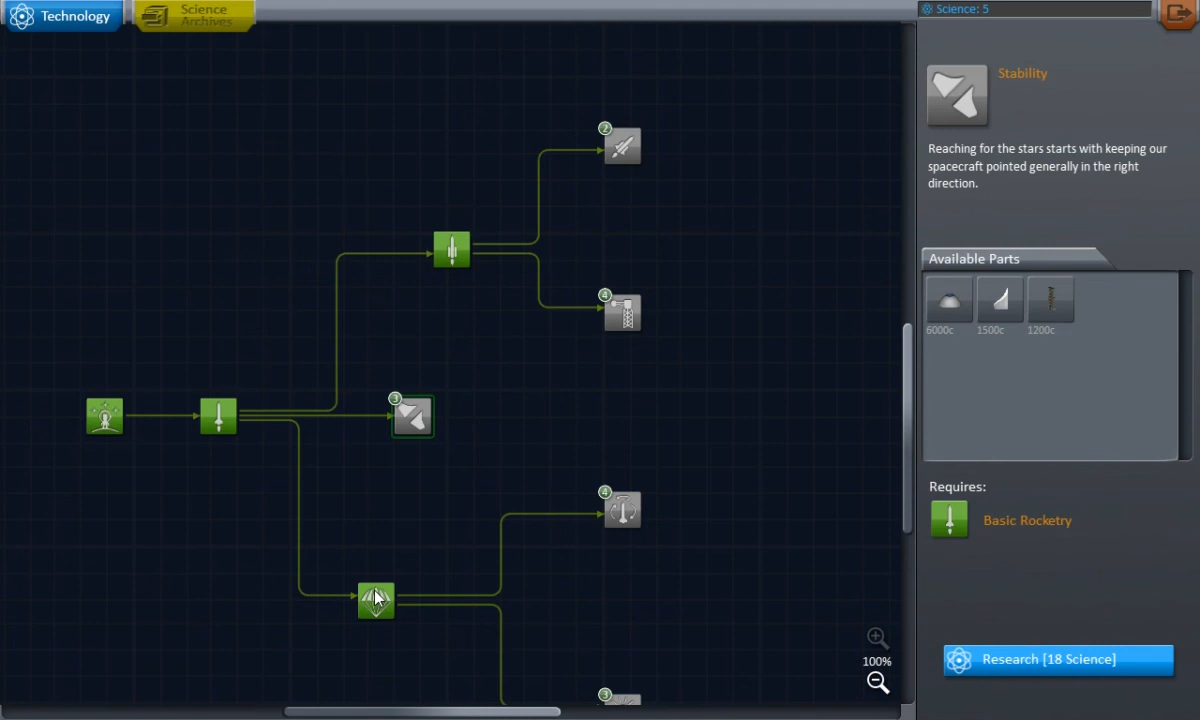 Technology
Science
Archives
Science: 5
Stability
Reaching for the stars starts with keeping our
spacecraft pointed generally in the right
direction.
Available Parts
6000c 1500c 1200c
Requires:
Basic Rocketry
Research [18 Science]
2
4
3
4
3
100%